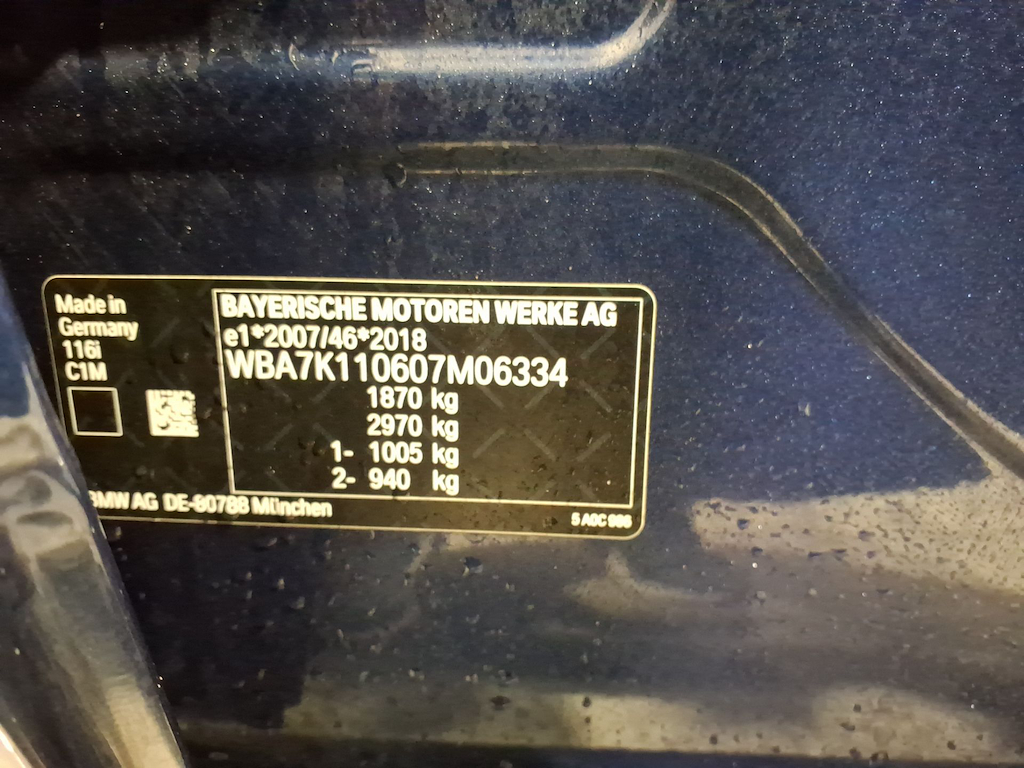 Made in
Germany
116i
C1M
BAYERISCHE MOTOREN WERKE AG
e1*2007/46*2018
WBA7K110607M06334
1870 kg
2970 kg
1- 1005 kg
2- 940 kg
BMW AG DE-80788 München
5 A0C 986